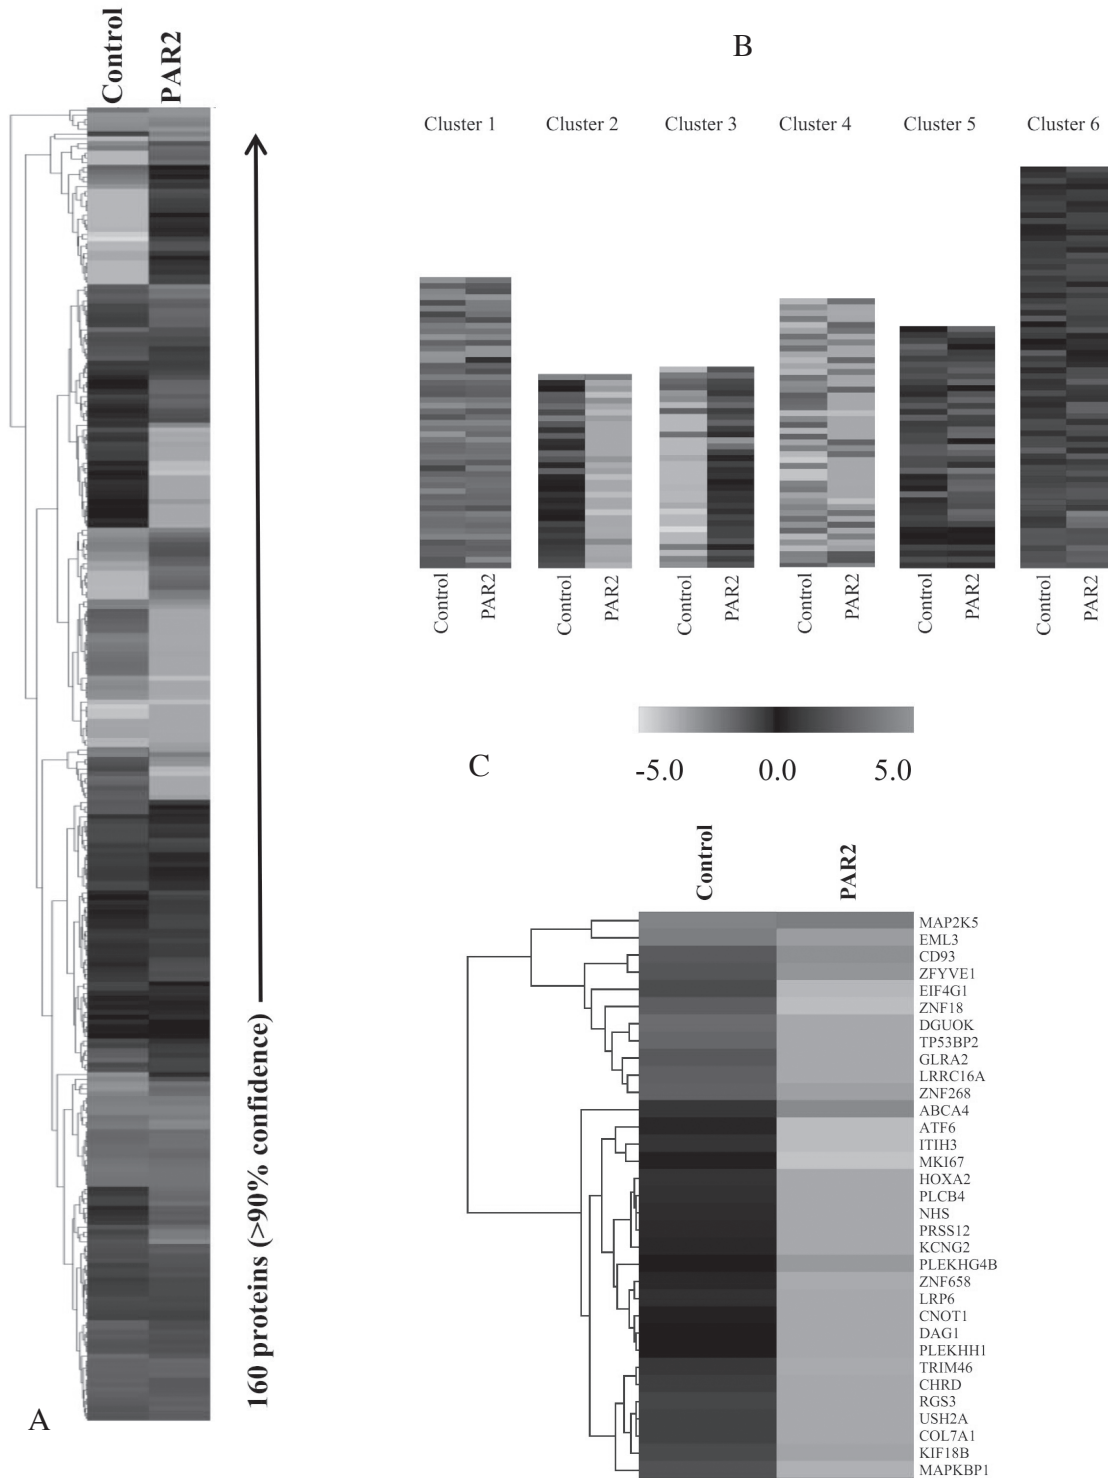 Control
PAR2
160 proteins (>90% confidence)
A
B
Cluster 1
Cluster 2
Cluster 3
Cluster 4
Cluster 5
Cluster 6
Control
PAR2
Control
PAR2
Control
PAR2
Control
PAR2
Control
PAR2
Control
PAR2
-5.0
0.0
5.0
C
Control
PAR2
MAP2K5
EML3
CD93
ZFYVE1
EIF4G1
ZNF18
DGUOK
TP53BP2
GLRA2
LRRC16A
ZNF268
ABCA4
ATF6
ITIH3
MKI67
HOXA2
PLCB4
NHS
PRSS12
KCNG2
PLEKHG4B
ZNF658
LRP6
CNOT1
DAG1
PLEKHH1
TRIM46
CHRD
RGS3
USH2A
COL7A1
KIF18B
MAPKBP1